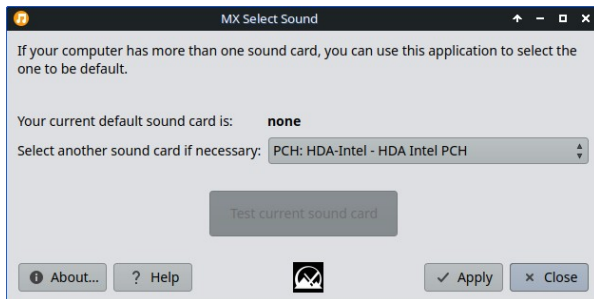 MX Select Sound
If your computer has more than one sound card, you can use this application to select the
one to be default.
Your current default sound card is: none
Select another sound card if necessary: PCH: HDA-Intel - HDA Intel PCH
Test current sound card
About... ? Help Apply Close